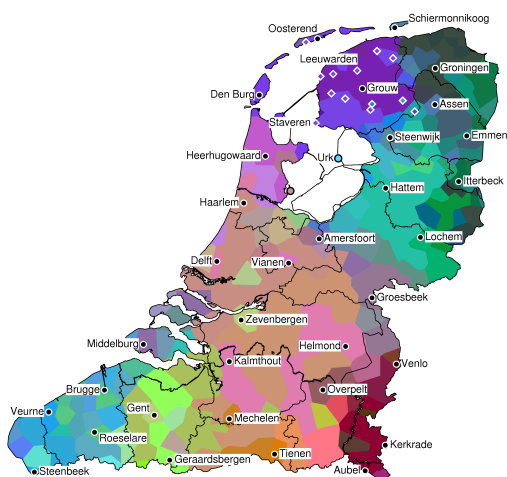 Schiermonnikoog
Oosterend
Leeuwarden
Groningen
Grouw
Den Burg
Assen
Staveren
Steenwijk
Emmen
Heerhugowaard
Urk
Itterbeck
Hattem
Haarlem
Amersfoort
Lochem
Delft
Vianen
Groesbeek
Zevenbergen
Middelburg
Helmond
Kalmthout
Venlo
Brugge
Overpelt
Veurne
Gent
Mechelen
Roeselare
Kerkrade
Geraardsbergen
Tienen
Steenbeek
Aubel